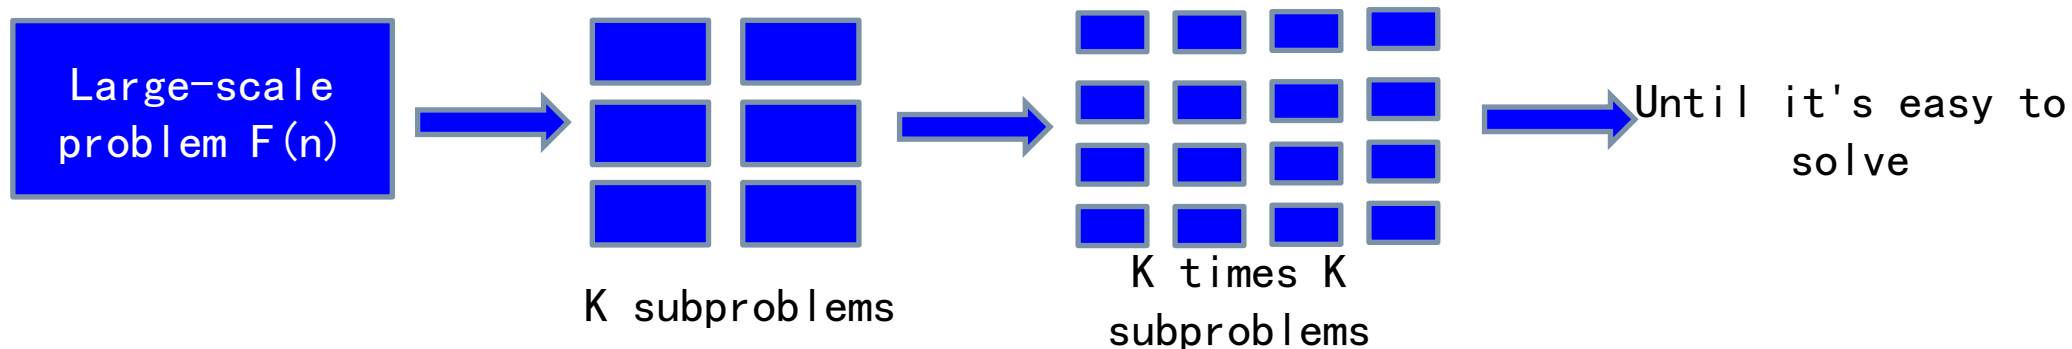 Large-scale
problem F(n)
K subproblems
K times K
subproblems
Until it's easy to
solve